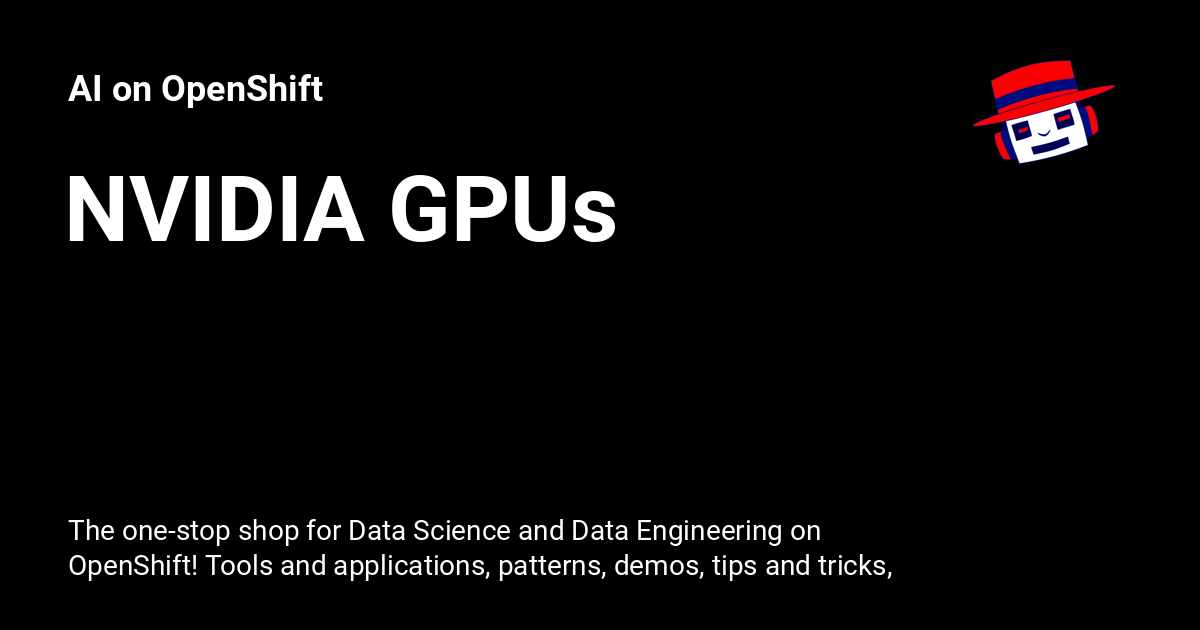 AI on OpenShift
NVIDIA GPUs
The one-stop shop for Data Science and Data Engineering on
OpenShift! Tools and applications, patterns, demos, tips and tricks,